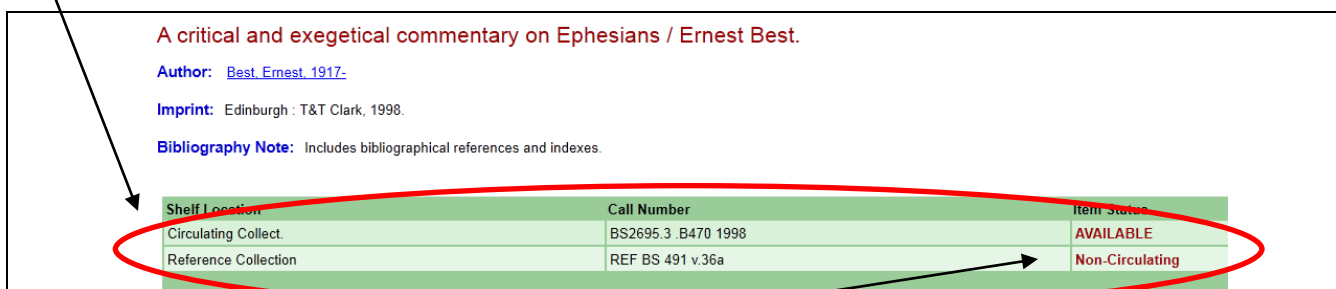 A critical and exegetical commentary on Ephesians / Ernest Best.
Author: Best, Ernest, 1917-
Imprint: Edinburgh : T&T Clark, 1998.
Bibliography Note: Includes bibliographical references and indexes.
Shelf Location Call Number Item Status
Circulating Collect. BS2695.3 .B470 1998 AVAILABLE
Reference Collection REF BS 491 v.36a Non-Circulating